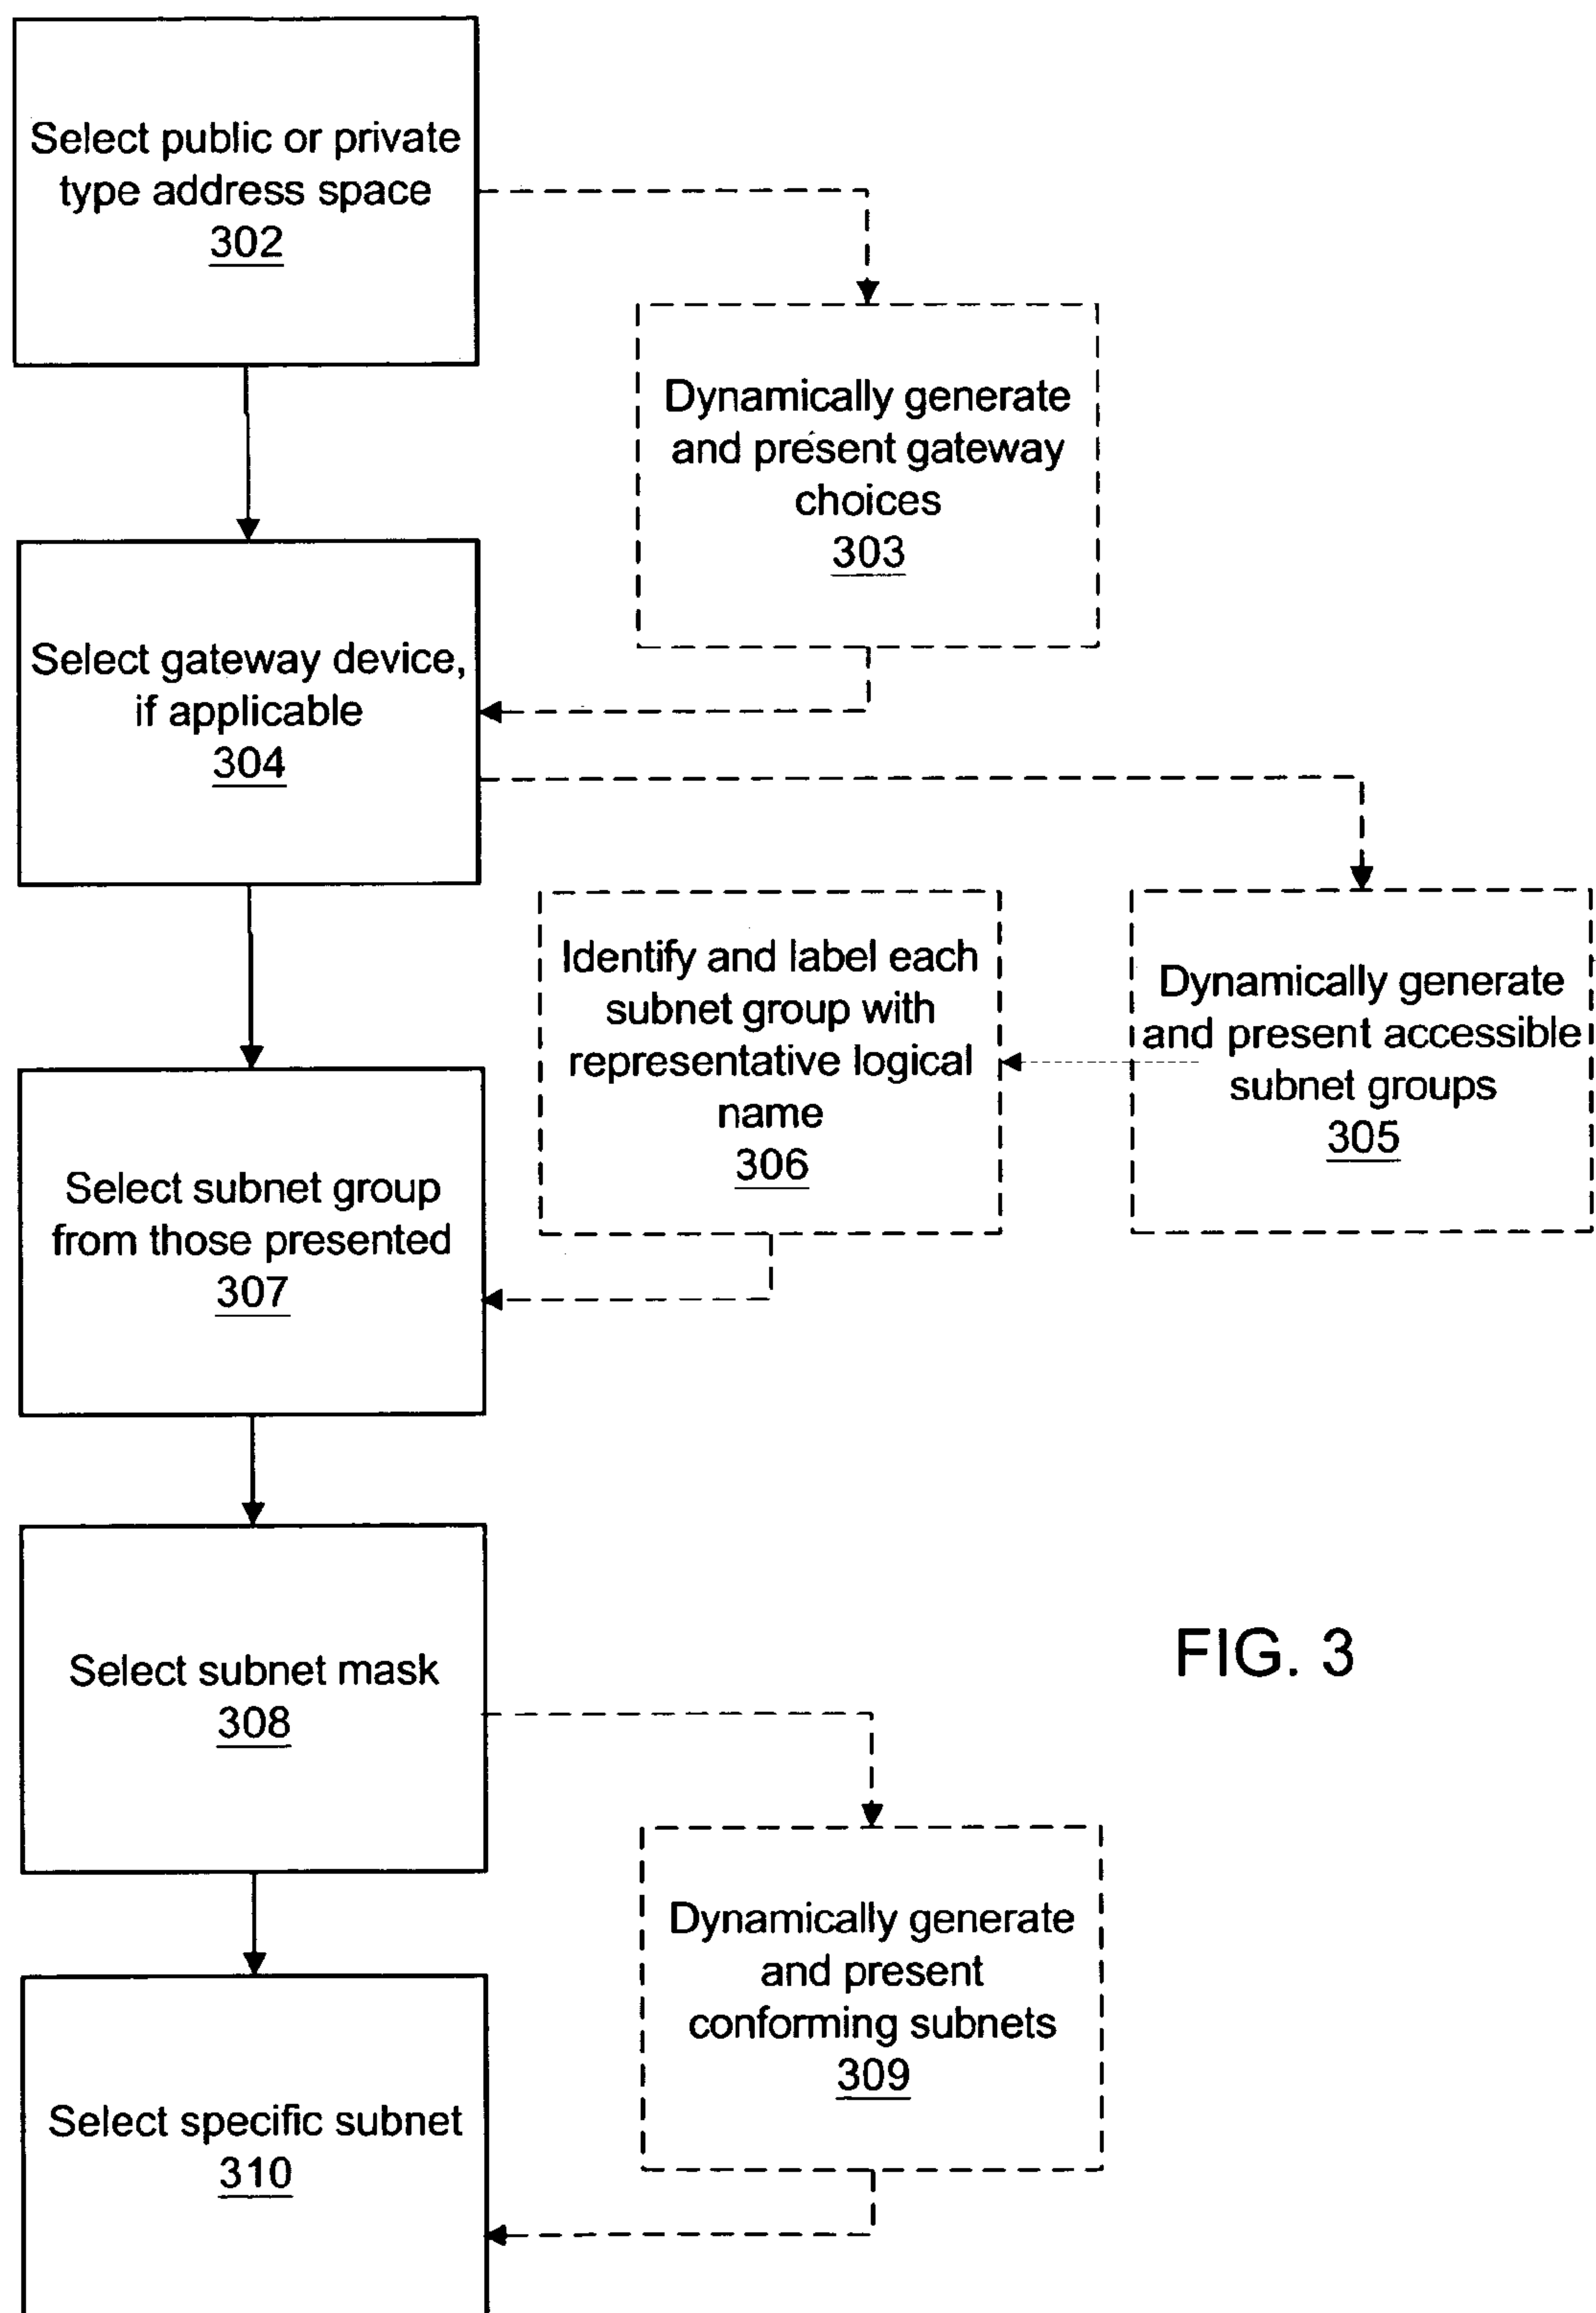 Select public or private
type address space
302
Dynamically generate
and present gateway
choices
303
Select gateway device,
if applicable
304
Identify and label each
subnet group with
representative logical
name
306
Dynamically generate
and present accessible
subnet groups
305
Select subnet group
from those presented
307
Select subnet mask
308
FIG. 3
Dynamically generate
and present
conforming subnets
309
Select specific subnet
310